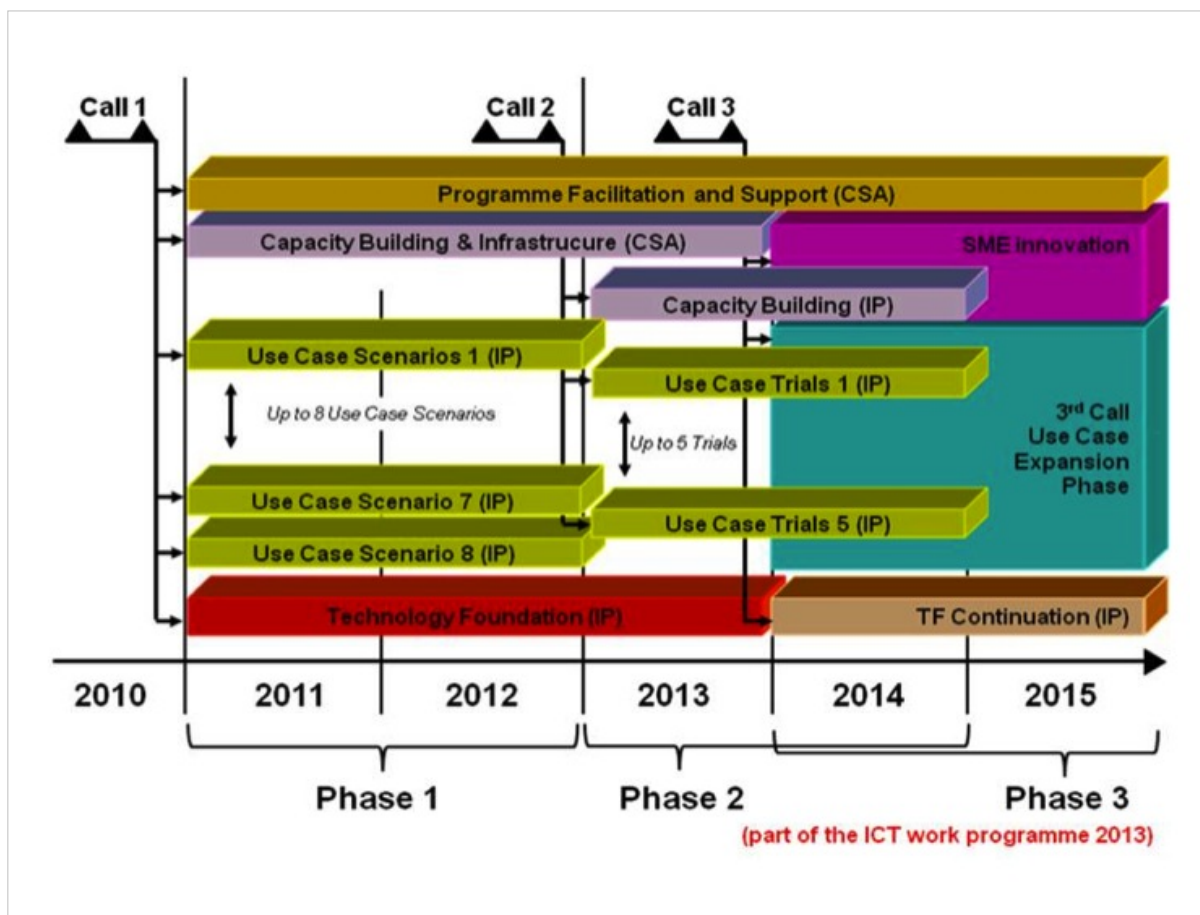 Call 1
Call 2
Call 3
Programme Facilitation and Support (CSA)
Capacity Building & Infrastrucure (CSA)
SME innovation
Capacity Building (IP)
Use Case Scenarios 1 (IP)
Use Case Trials 1 (IP)
Up to 8 Use Case Scenarios
Up to 5 Trials
3rd Call
Use Case
Expansion
Phase
Use Case Scenario 7 (IP)
Use Case Trials 5 (IP)
Use Case Scenario 8 (IP)
Technology Foundation (IP)
TF Continuation (IP)
2010
2011
2012
2013
2014
2015
Phase 1
Phase 2
Phase 3
(part of the ICT work programme 2013)